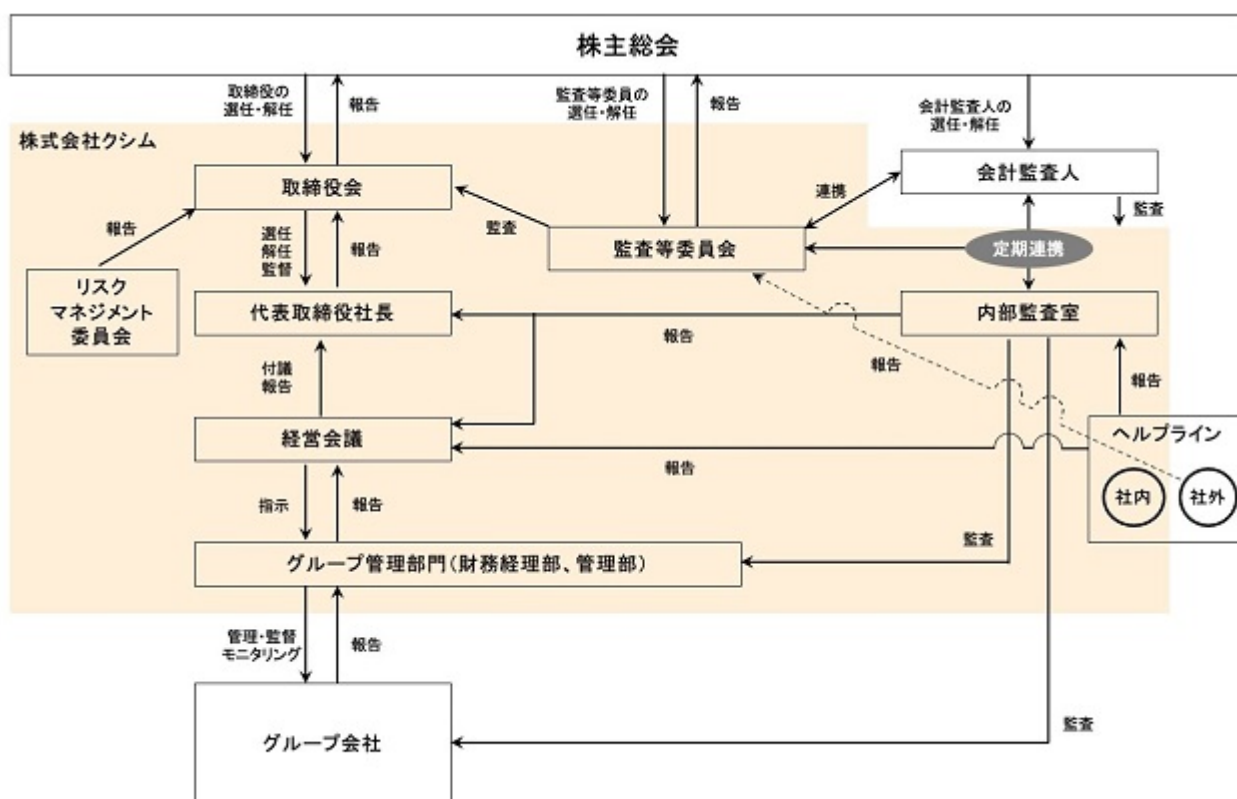 株主総会
取締役の
選任・解任
報告
監査等委員の
選任・解任
報告
会計監査人の
選任・解任
株式会社クシム
取締役会
会計監査人
連携
監査
監査
報告
選任
解任
監督
報告
監査等委員会
定期連携
リスク
マネジメント
委員会
代表取締役社長
内部監査室
報告
付議
報告
報告
報告
経営会議
ヘルプライン
報告
社内
社外
指示
報告
監査
グループ管理部門(財務経理部、管理部)
管理・監督
モニタリング
報告
監査
グループ会社